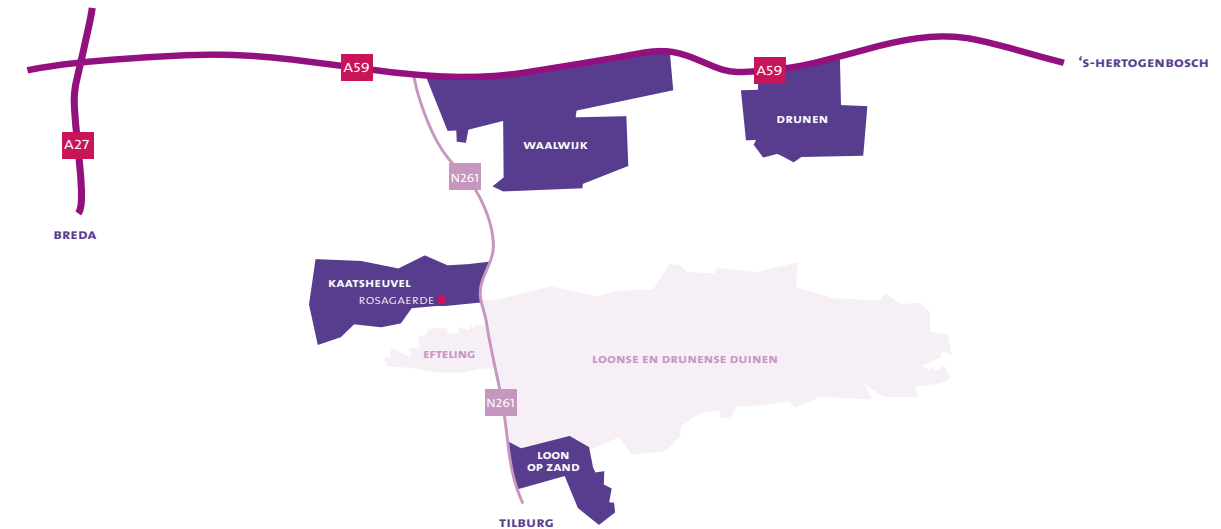 A59
A59
‘S-HERTOGENBOSCH
DRUNEN
A27
WAALWIJK
N261
BREDA
KAATSHEUVEL
ROSAGAERDE
EFTELING
LOONSE EN DRUNENSE DUINEN
N261
LOON
OP ZAND
TILBURG